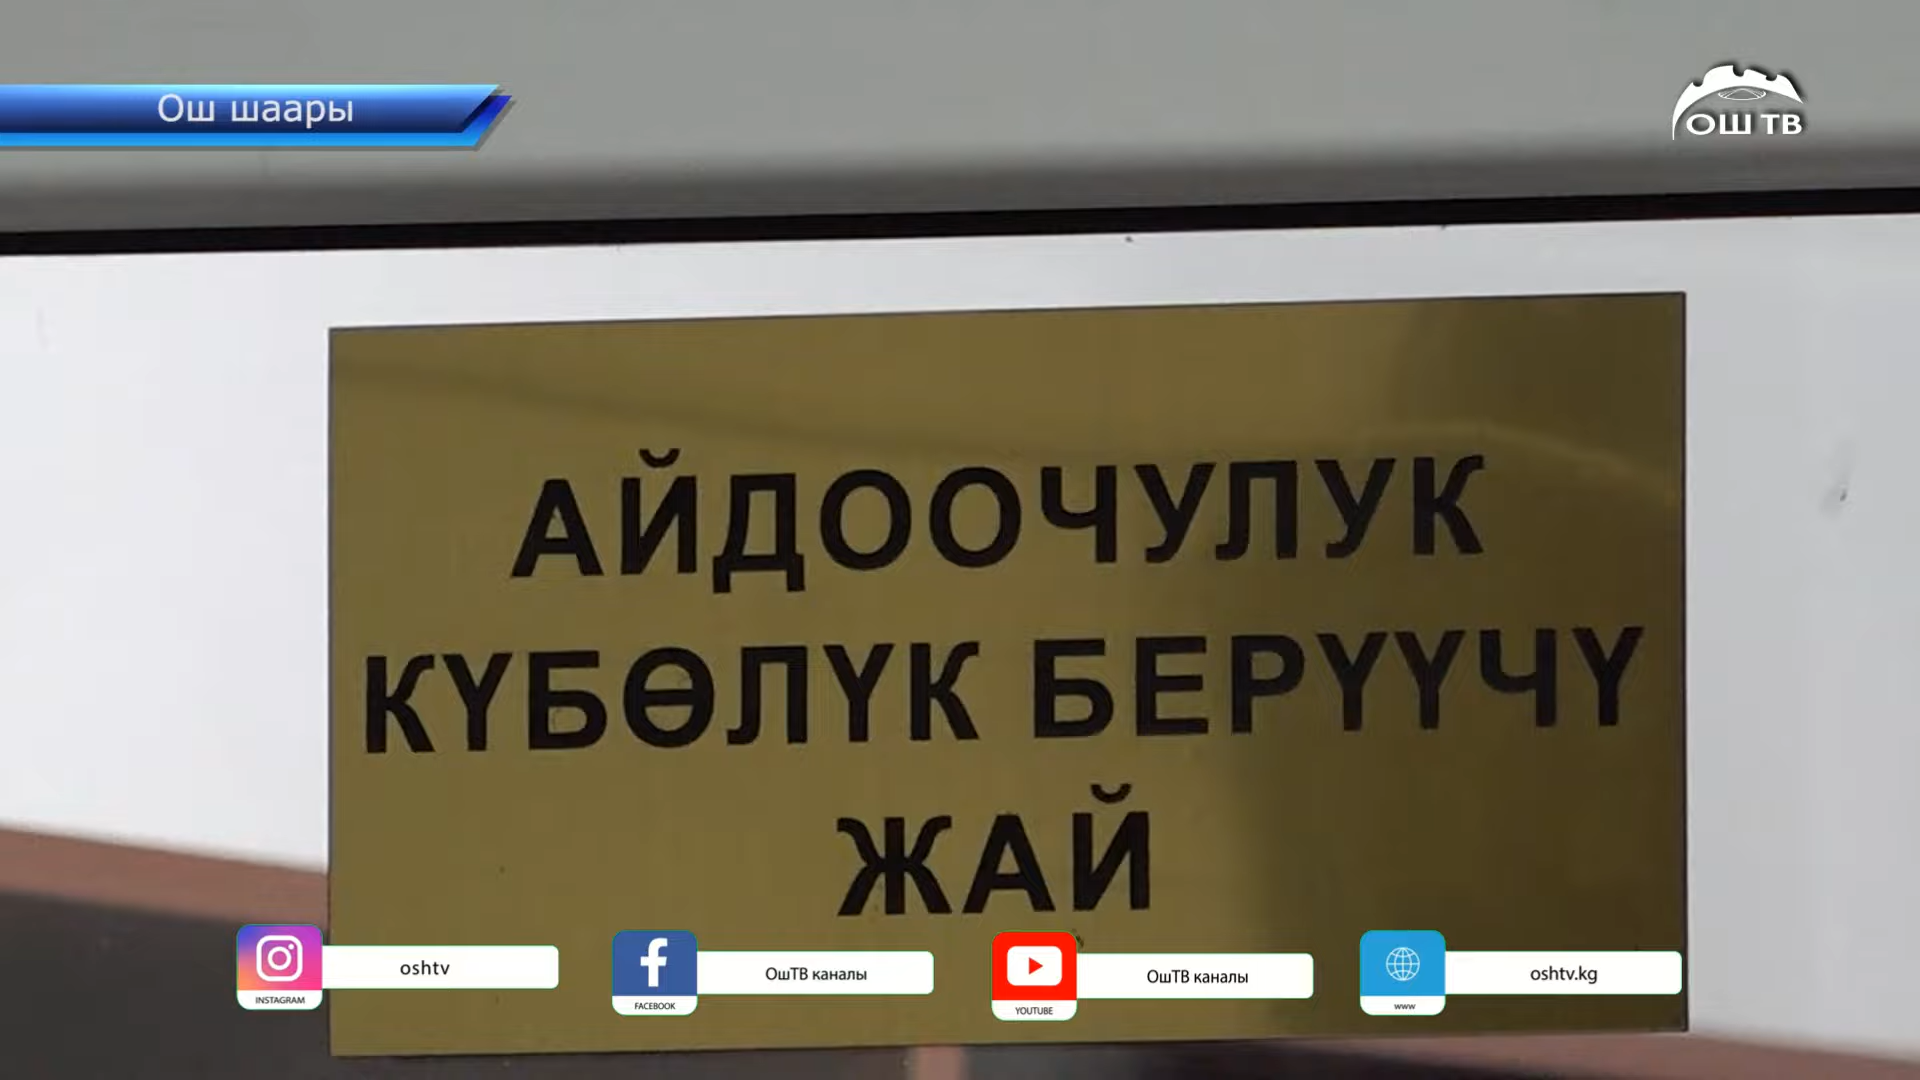 Ош шаары
ОШ ТВ
АЙДООЧУЛУК
КҮБӨЛҮК БЕРҮҮЧҮ
ЖАЙ
oshtv
INSTAGRAM
ОшТВ каналы
FACEBOOK
ОшТВ каналы
YOUTUBE
oshtv.kg
www